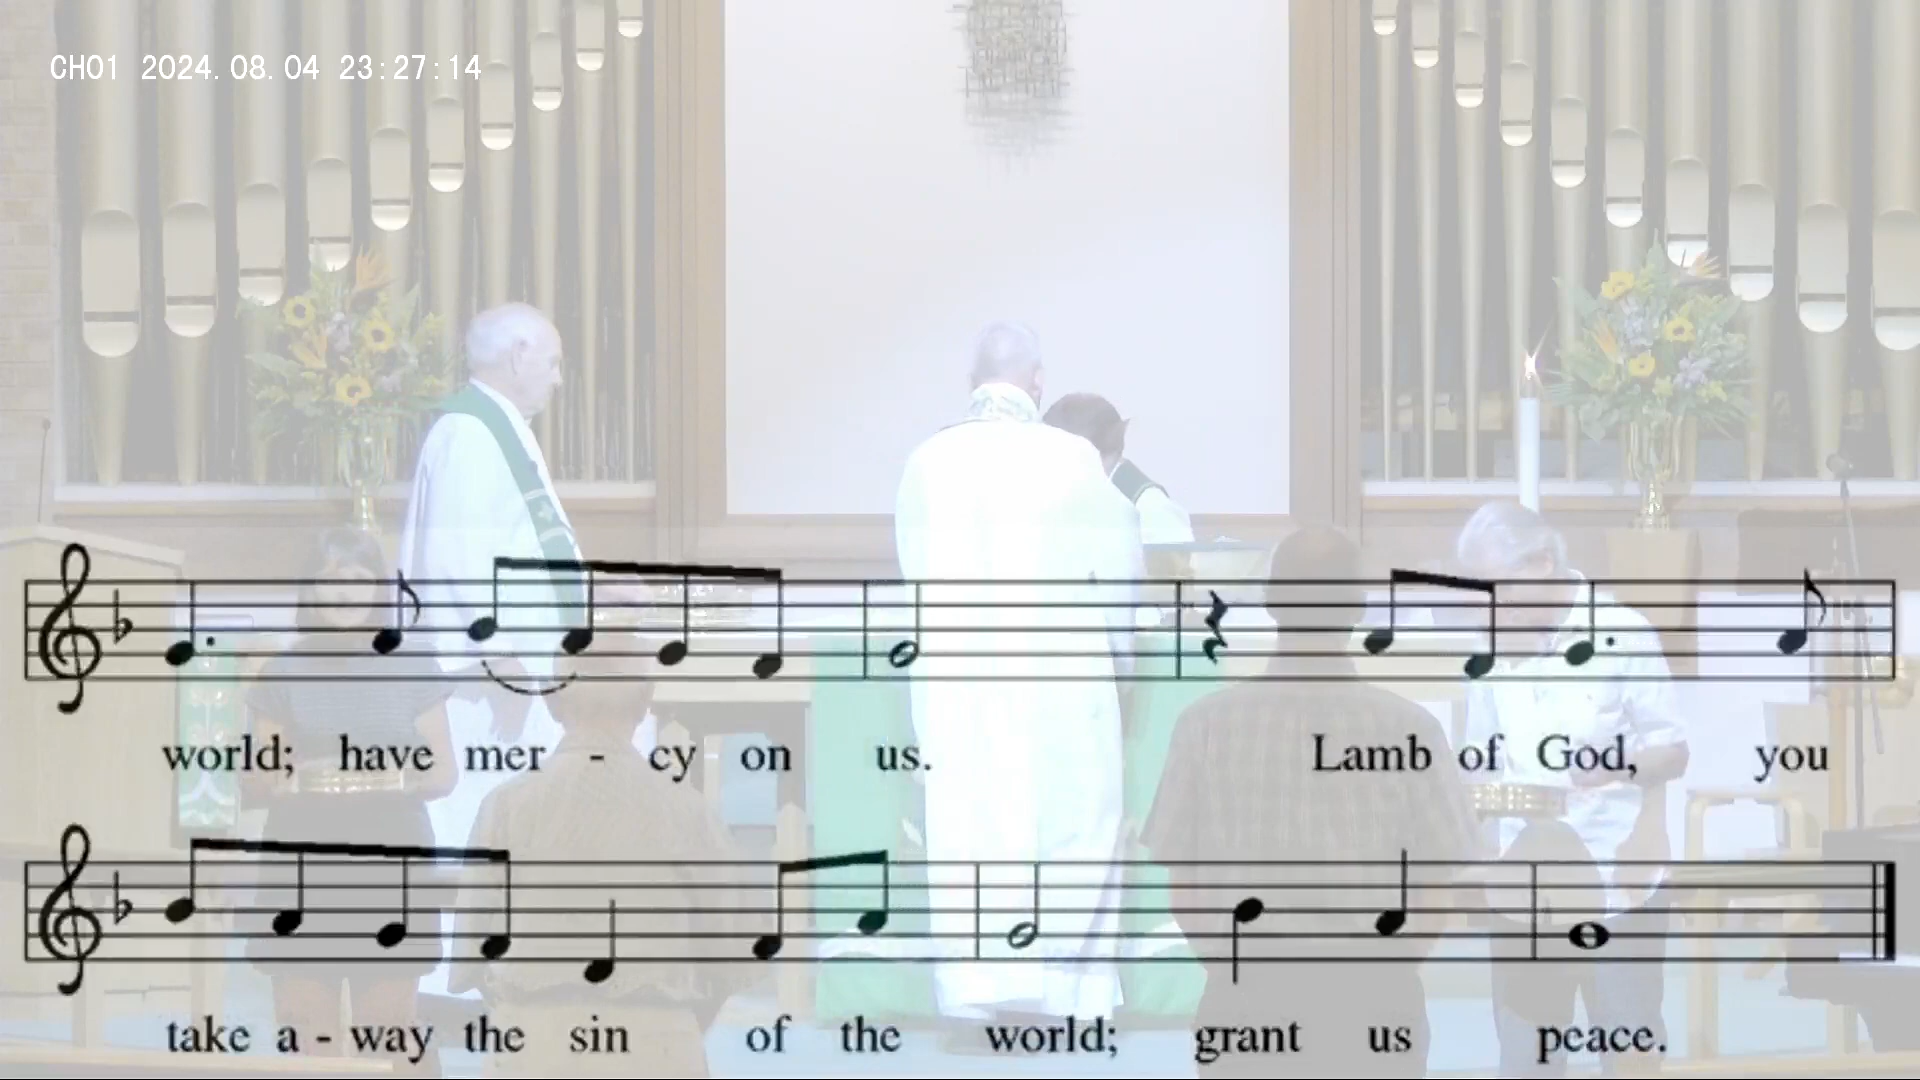 CH01 2024.08.04 23:27:14
world; have mer - cy on us. Lamb of God, you
take a - way the sin of the world; grant us peace.